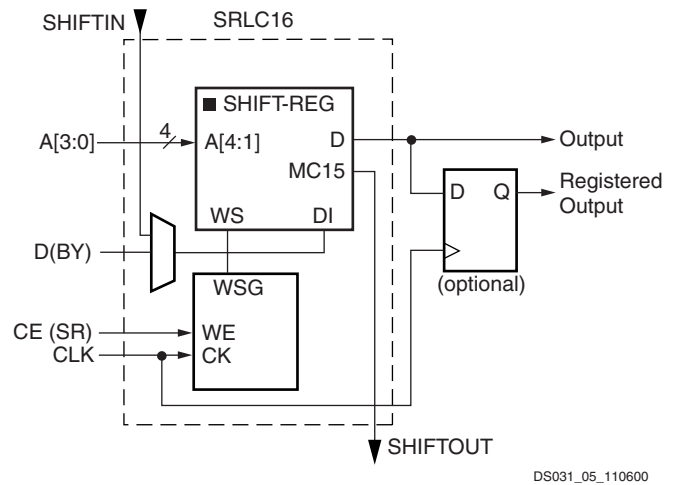 SHIFTIN
SRLC16
SHIFT-REG
A[3:0]
4
A[4:1]
D
Output
MC15
D Q
Registered
Output
WS DI
D(BY)
WSG
(optional)
CE (SR)
WE
CLK
CK
SHIFTOUT
DS031_05_110600